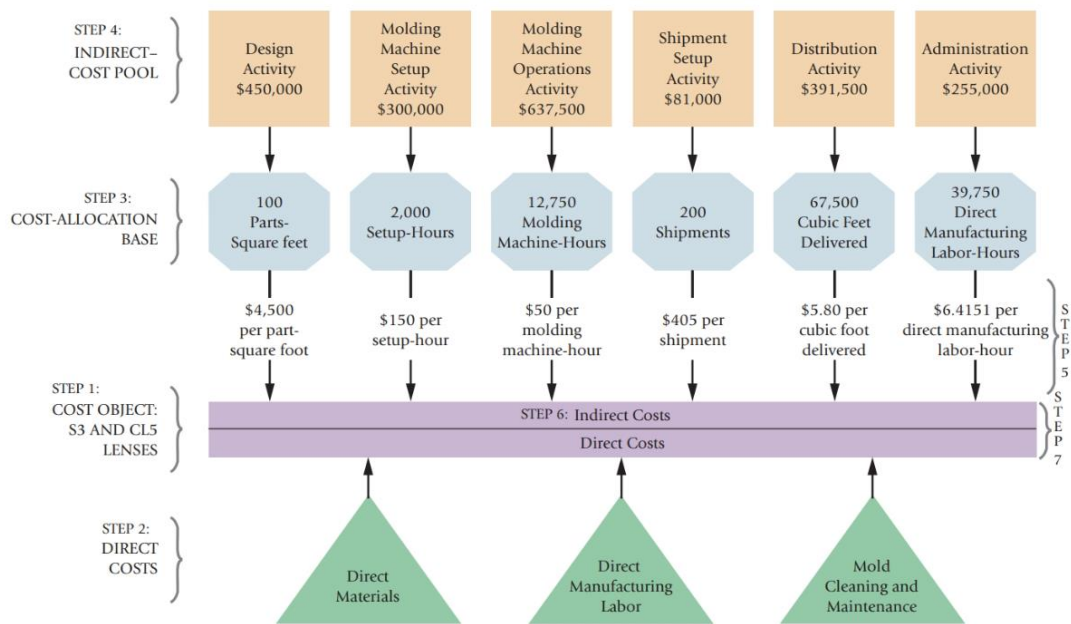 STEP 4:
INDIRECT–
COST POOL
Design
Activity
$450,000
Molding
Machine
Setup
Activity
$300,000
Molding
Machine
Operations
Activity
$637,500
Shipment
Setup
Activity
$81,000
Distribution
Activity
$391,500
Administration
Activity
$255,000
STEP 3:
COST-ALLOCATION
BASE
100
Parts-
Square feet
2,000
Setup-Hours
12,750
Molding
Machine-Hours
200
Shipments
67,500
Cubic Feet
Delivered
39,750
Direct
Manufacturing
Labor-Hours
$4,500
per part-
square foot
$150 per
setup-hour
$50 per
molding
machine-hour
$405 per
shipment
$5.80 per
cubic foot
delivered
$6.4151 per
direct manufacturing
labor-hour
S
T
E
P
5
STEP 1:
COST OBJECT:
S3 AND CL5
LENSES
STEP 6: Indirect Costs
Direct Costs
S
T
E
P
7
STEP 2:
DIRECT
COSTS
Direct
Materials
Direct
Manufacturing
Labor
Mold
Cleaning and
Maintenance